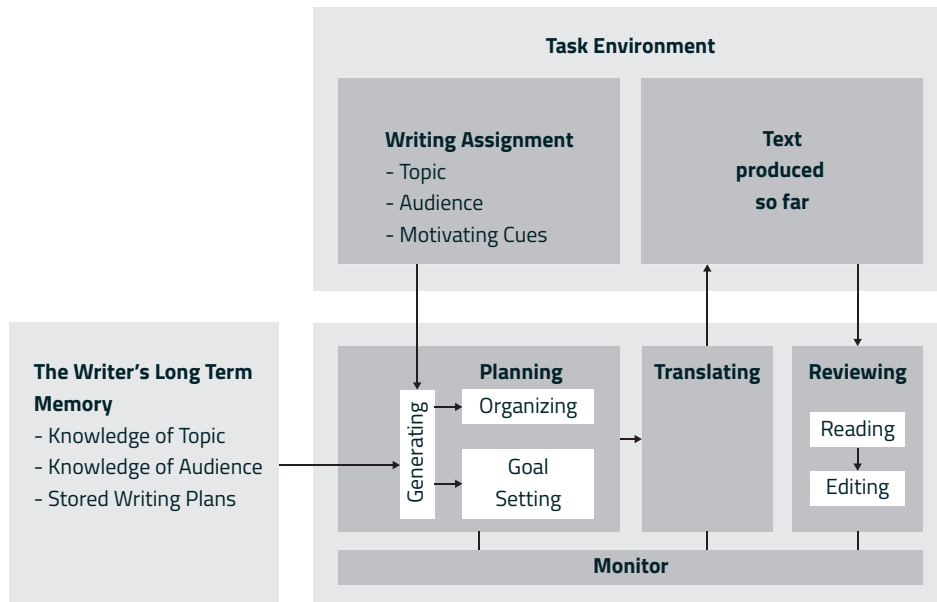 Task Environment
Writing Assignment
- Topic
- Audience
- Motivating Cues
Text
produced
so far
The Writer's Long Term
Memory
- Knowledge of Topic
- Knowledge of Audience
- Stored Writing Plans
Planning
Generating
Organizing
Goal
Setting
Translating
Reviewing
Reading
Editing
Monitor